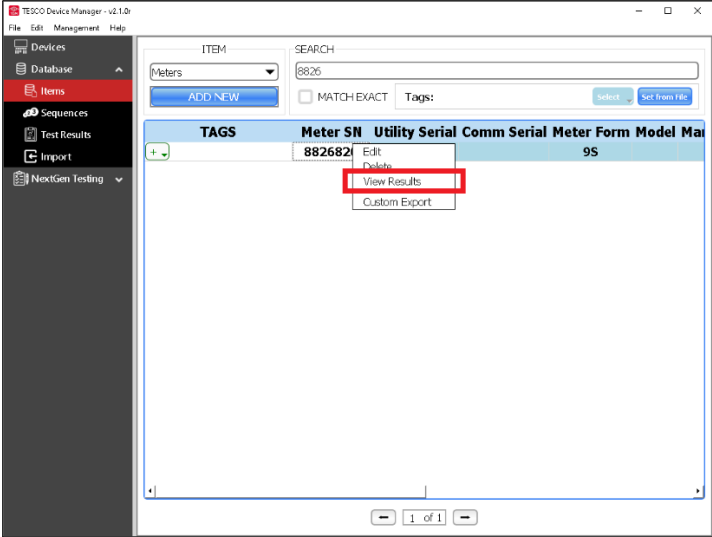 TESCO Device Manager - v2.1.0r
File Edit Management Help
Devices
Database
Items
Sequences
Test Results
Import
NextGen Testing
ITEM
Meters
ADD NEW
SEARCH
8826
MATCH EXACT Tags: Select Set from File
TAGS Meter SN Utility Serial Comm Serial Meter Form Model Mar
+ 9S
Edit
Delete
View Results
Custom Export
1 of 1